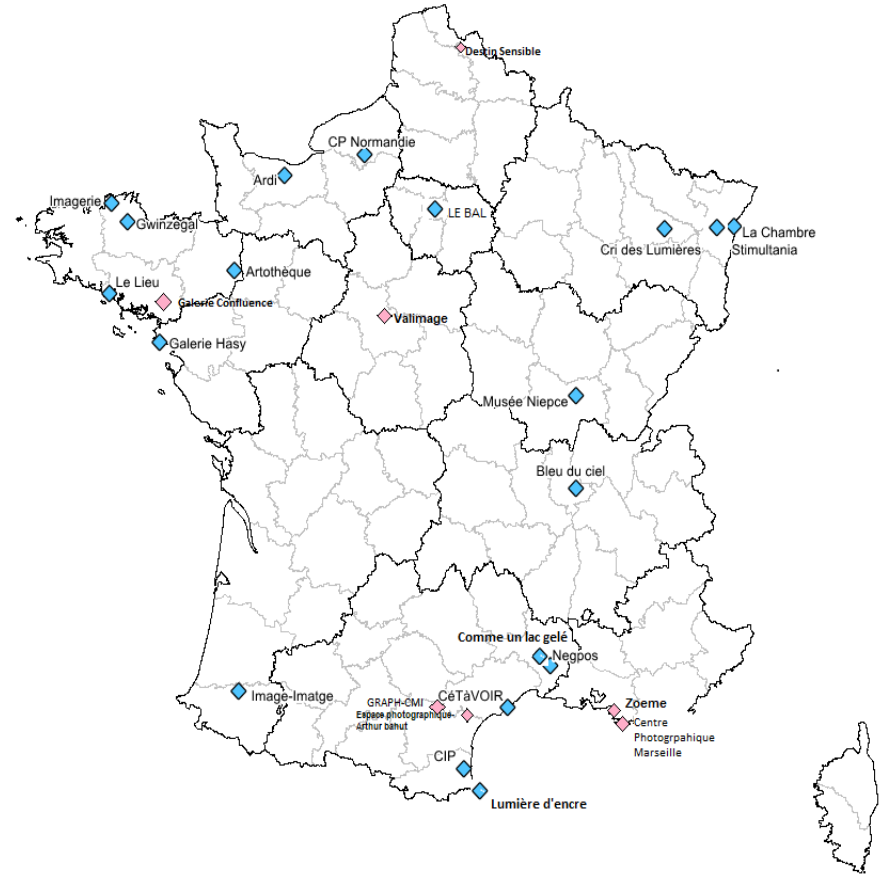 Destin Sensible
CP Normandie
Ardi
Imagerie
Gwinzegal
LE BAL
La Chambre
Cri des Lumières
Stimultania
Artothèque
Le Lieu
Galerie Confluence
Valimage
Galerie Hasy
Musée Niepce
Bleu du ciel
Comme un lac gelé
Negpos
Image-Imatge
CéTàVOIR
GRAPH-CMI
Espace photographique-
Arthur bahut
Zoeme
Centre
Photogrpahique
Marseille
CIP
Lumière d'encre